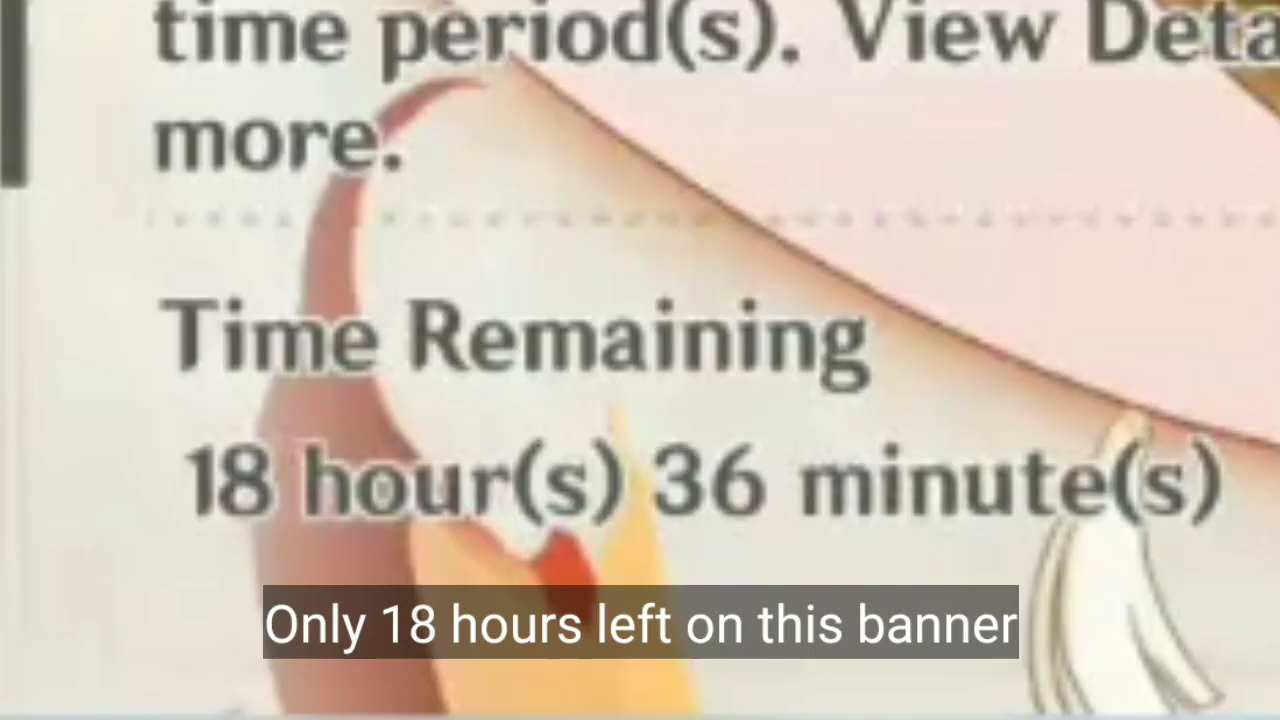 time period(s). View Deta
more.
Time Remaining
18 hour(s) 36 minute(s)
Only 18 hours left on this banner